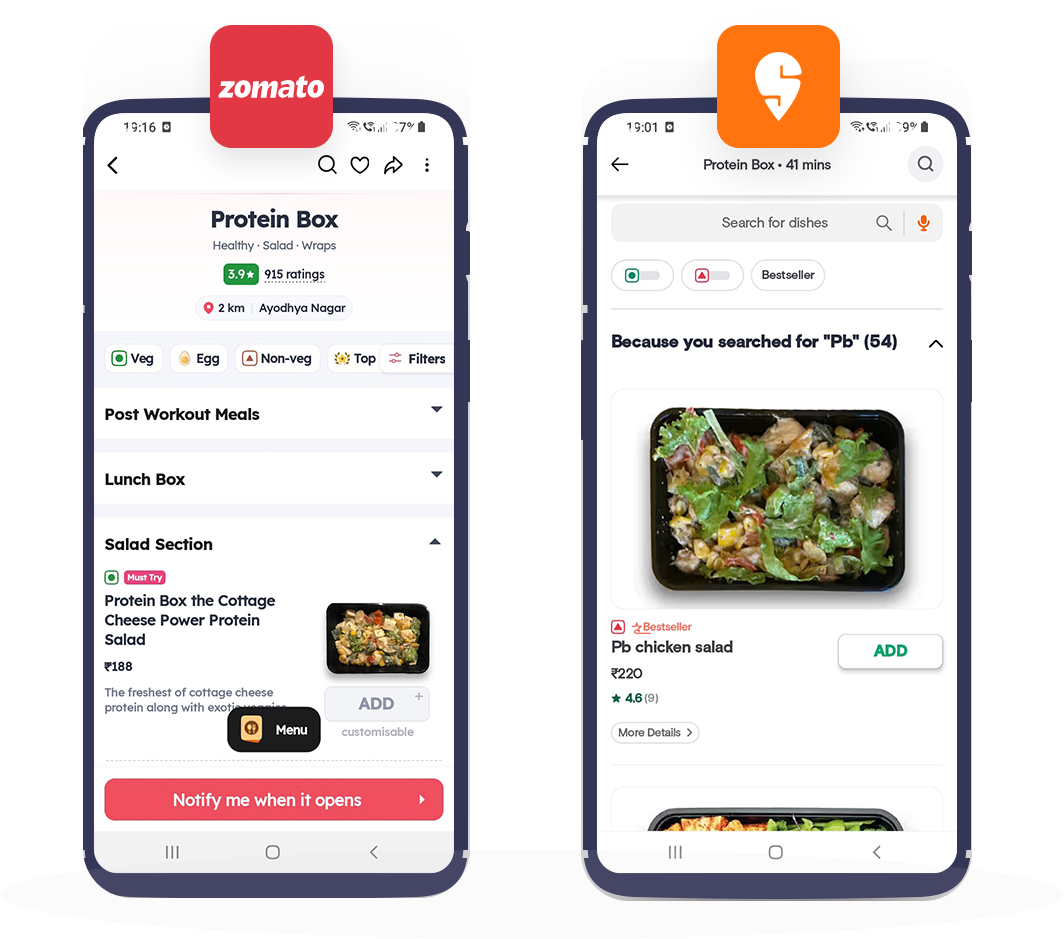 zomato
19:16
Protein Box
Healthy · Salad · Wraps
3.9★ 915 ratings
2 km Ayodhya Nagar
Veg Egg Non-veg Top Filters
Post Workout Meals
Lunch Box
Salad Section
Must Try
Protein Box the Cottage
Cheese Power Protein
Salad
₹188
The freshest of cottage cheese
protein along with exotic veggies
ADD +
customisable
Menu
Notify me when it opens
19:01
Protein Box • 41 mins
Search for dishes
Bestseller
Because you searched for "Pb" (54)
Bestseller
Pb chicken salad
₹220
★ 4.6 (9)
ADD
More Details >